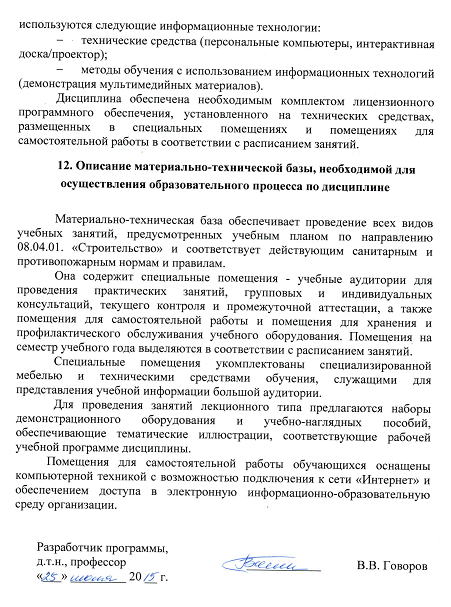 используются следующие информационные технологии:
– технические средства (персональные компьютеры, интерактивная
доска/проектор);
– методы обучения с использованием информационных технологий
(демонстрация мультимедийных материалов).
Дисциплина обеспечена необходимым комплектом лицензионного
программного обеспечения, установленного на технических средствах,
размещенных в специальных помещениях и помещениях для
самостоятельной работы в соответствии с расписанием занятий.
12. Описание материально-технической базы, необходимой для
осуществления образовательного процесса по дисциплине
Материально-техническая база обеспечивает проведение всех видов
учебных занятий, предусмотренных учебным планом по направлению
08.04.01. «Строительство» и соответствует действующим санитарным и
противопожарным нормам и правилам.
Она содержит специальные помещения - учебные аудитории для
проведения практических занятий, групповых и индивидуальных
консультаций, текущего контроля и промежуточной аттестации, а также
помещения для самостоятельной работы и помещения для хранения и
профилактического обслуживания учебного оборудования. Помещения на
семестр учебного года выделяются в соответствии с расписанием занятий.
Специальные помещения укомплектованы специализированной
мебелью и техническими средствами обучения, служащими для
представления учебной информации большой аудитории.
Для проведения занятий лекционного типа предлагаются наборы
демонстрационного оборудования и учебно-наглядных пособий,
обеспечивающие тематические иллюстрации, соответствующие рабочей
учебной программе дисциплины.
Помещения для самостоятельной работы обучающихся оснащены
компьютерной техникой с возможностью подключения к сети «Интернет» и
обеспечением доступа в электронную информационно-образовательную
среду организации.
Разработчик программы,
д.т.н., профессор В.В. Говоров
«25» июня 2015 г.